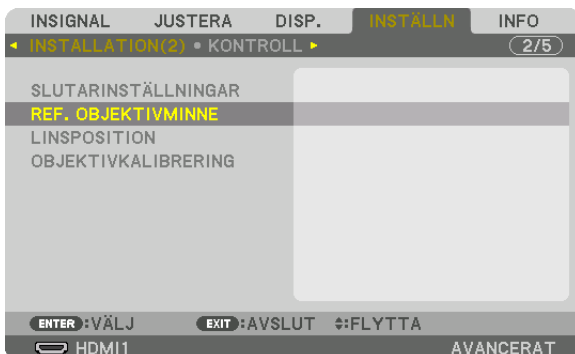 INSIGNAL JUSTERA DISP. INSTÄLLN INFO
◄ INSTALLATION(2) • KONTROLL ► 2/5
SLUTARINSTÄLLNINGAR
REF. OBJEKTIVMINNE
LINSPOSITION
OBJEKTIVKALIBRERING
ENTER :VÄLJ EXIT :AVSLUT ♦:FLYTTA
HDMI1 AVANCERAT